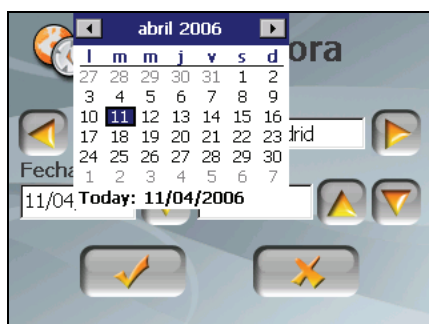 abril 2006
ora
l m m j v s d
27 28 29 30 31 1 2
3 4 5 6 7 8 9
10 11 12 13 14 15 16
17 18 19 20 21 22 23
drid
24 25 26 27 28 29 30
Fecha
1 2 3 4 5 6 7
11/04
Today: 11/04/2006